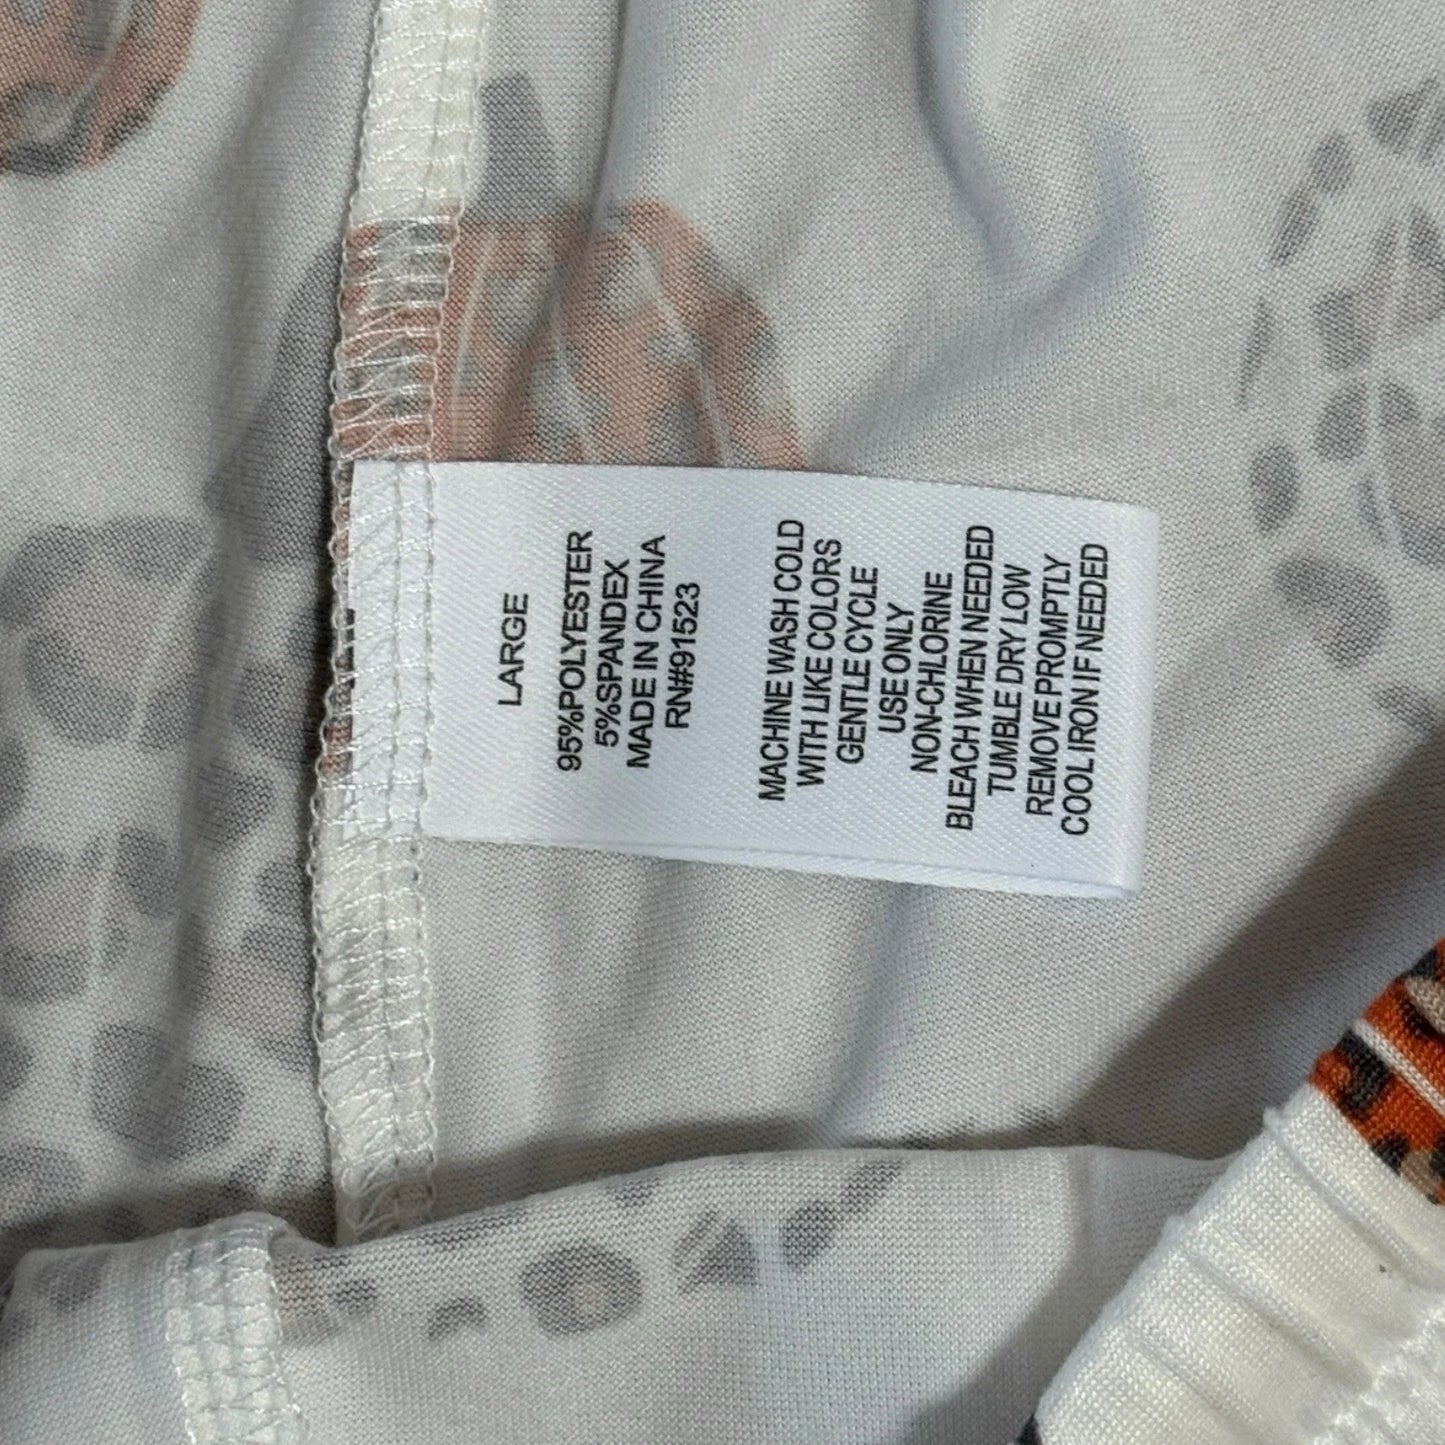 LARGE
95%POLYESTER
5%SPANDEX
MADE IN CHINA
RN#91523
MACHINE WASH COLD
WITH LIKE COLORS
GENTLE CYCLE
USE ONLY
NON-CHLORINE
BLEACH WHEN NEEDED
TUMBLE DRY LOW
REMOVE PROMPTLY
COOL IRON IF NEEDED